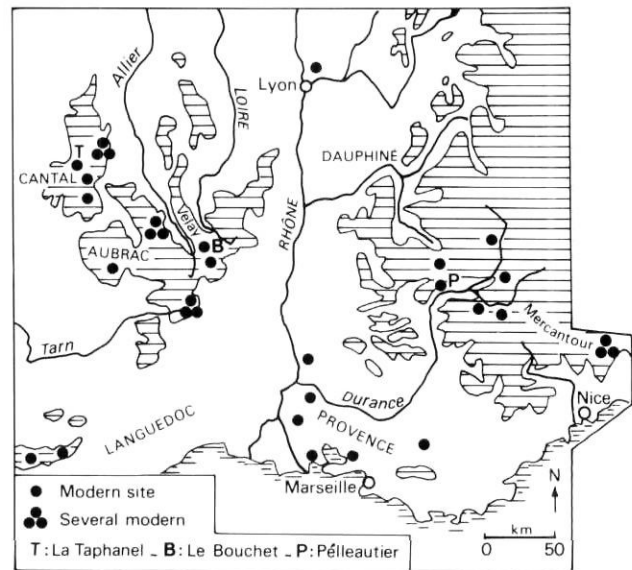 Allier
LOIRE
Lyon
DAUPHINE
T
CANTAL
Velay
RHÔNE
B
AUBRAC
P
Mercantour
Tarn
Durance
Nice
LANGUEDOC
PROVENCE
Marseille
N
Modern site
Several modern
km
0 50
T : La Taphanel _ B : Le Bouchet _ P : Pélleautier